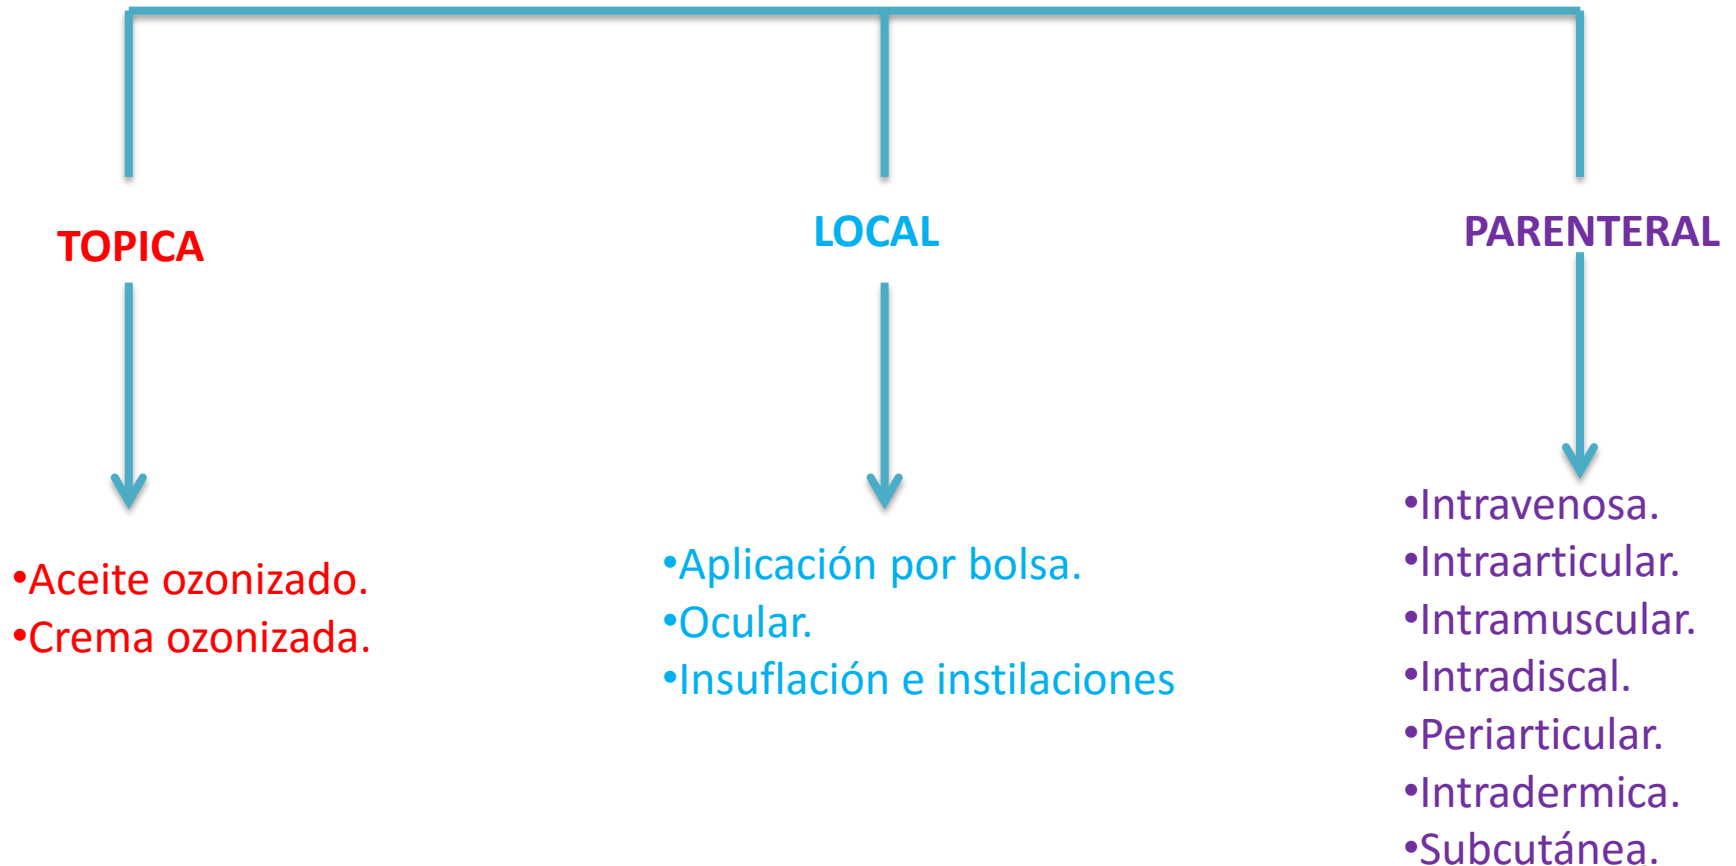 TOPICA
•Aceite ozonizado.
•Crema ozonizada.
LOCAL
•Aplicación por bolsa.
•Ocular.
•Insuflación e instilaciones
PARENTERAL
•Intravenosa.
•Intraarticular.
•Intramuscular.
•Intradiscal.
•Periarticular.
•Intradermica.
•Subcutánea.